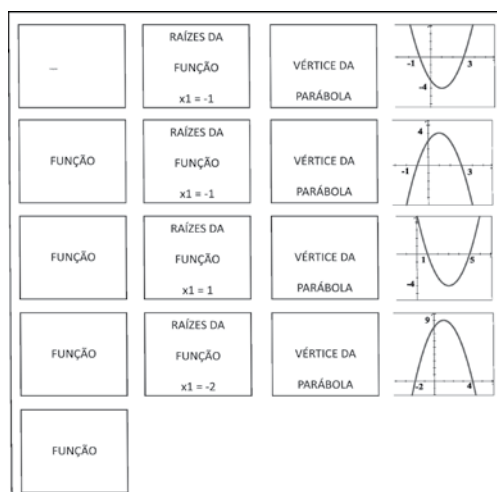 –
RAÍZES DA
FUNÇÃO
x1 = -1
VÉRTICE DA
PARÁBOLA
-1
3
-4
FUNÇÃO
RAÍZES DA
FUNÇÃO
x1 = -1
VÉRTICE DA
PARÁBOLA
4
-1
3
FUNÇÃO
RAÍZES DA
FUNÇÃO
x1 = 1
VÉRTICE DA
PARÁBOLA
1
5
-4
FUNÇÃO
RAÍZES DA
FUNÇÃO
x1 = -2
VÉRTICE DA
PARÁBOLA
9
-2
4
FUNÇÃO